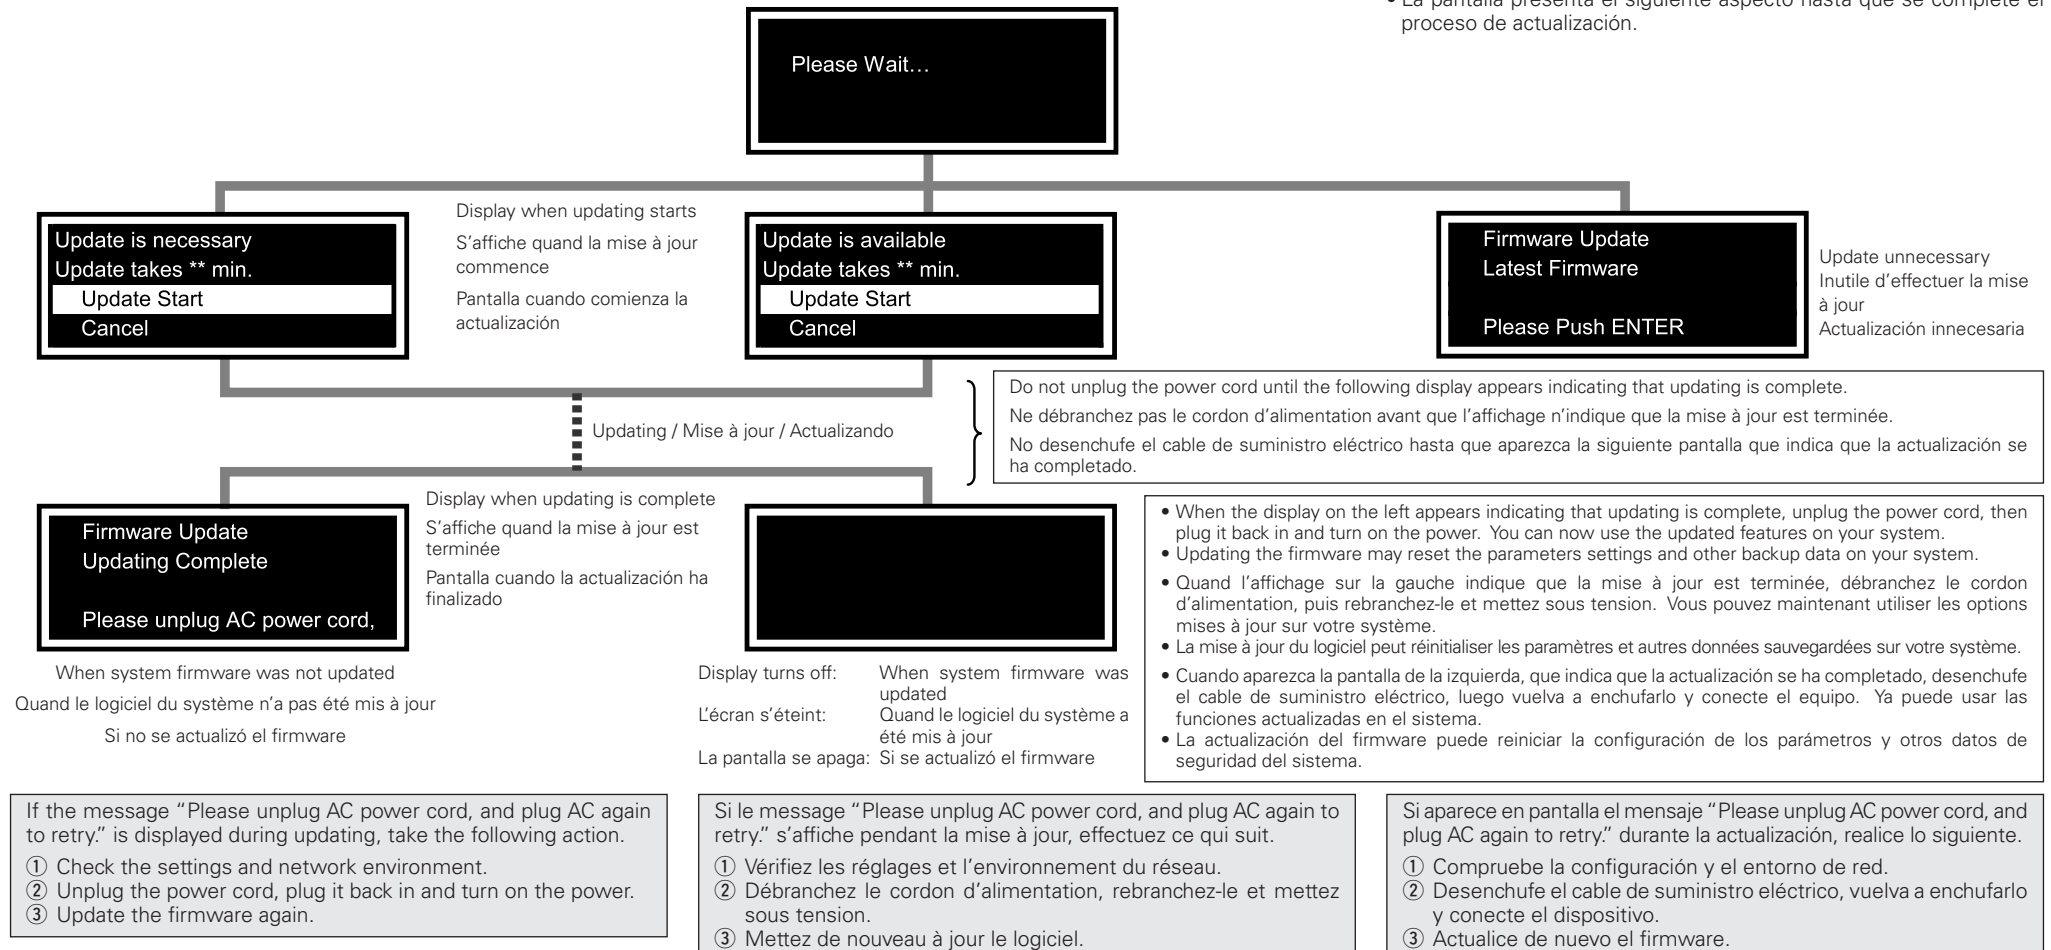 • La pantalla presenta el siguiente aspecto hasta que se complete el
proceso de actualización.
Please Wait…
Update is necessary
Update takes ** min.
Update Start
Cancel
Display when updating starts
S’affiche quand la mise à jour
commence
Pantalla cuando comienza la
actualización
Update is available
Update takes ** min.
Update Start
Cancel
Firmware Update
Latest Firmware
Please Push ENTER
Update unnecessary
Inutile d’effectuer la mise
à jour
Actualización innecesaria
Do not unplug the power cord until the following display appears indicating that updating is complete.
Ne débranchez pas le cordon d’alimentation avant que l’affichage n’indique que la mise à jour est terminée.
No desenchufe el cable de suministro eléctrico hasta que aparezca la siguiente pantalla que indica que la actualización se
ha completado.
Updating / Mise à jour / Actualizando
Firmware Update
Updating Complete
Please unplug AC power cord,
Display when updating is complete
S’affiche quand la mise à jour est
terminée
Pantalla cuando la actualización ha
finalizado
When system firmware was not updated
Quand le logiciel du système n’a pas été mis à jour
Si no se actualizó el firmware
Display turns off: When system firmware was
updated
L’écran s’éteint: Quand le logiciel du système a
été mis à jour
La pantalla se apaga: Si se actualizó el firmware
• When the display on the left appears indicating that updating is complete, unplug the power cord, then
plug it back in and turn on the power. You can now use the updated features on your system.
• Updating the firmware may reset the parameters settings and other backup data on your system.
• Quand l’affichage sur la gauche indique que la mise à jour est terminée, débranchez le cordon
d’alimentation, puis rebranchez-le et mettez sous tension. Vous pouvez maintenant utiliser les options
mises à jour sur votre système.
• La mise à jour du logiciel peut réinitialiser les paramètres et autres données sauvegardées sur votre système.
• Cuando aparezca la pantalla de la izquierda, que indica que la actualización se ha completado, desenchufe
el cable de suministro eléctrico, luego vuelva a enchufarlo y conecte el equipo. Ya puede usar las
funciones actualizadas en el sistema.
• La actualización del firmware puede reiniciar la configuración de los parámetros y otros datos de
seguridad del sistema.
If the message “Please unplug AC power cord, and plug AC again
to retry.” is displayed during updating, take the following action.
① Check the settings and network environment.
② Unplug the power cord, plug it back in and turn on the power.
③ Update the firmware again.
Si le message “Please unplug AC power cord, and plug AC again to
retry.” s’affiche pendant la mise à jour, effectuez ce qui suit.
① Vérifiez les réglages et l’environnement du réseau.
② Débranchez le cordon d’alimentation, rebranchez-le et mettez
sous tension.
③ Mettez de nouveau à jour le logiciel.
Si aparece en pantalla el mensaje “Please unplug AC power cord, and
plug AC again to retry.” durante la actualización, realice lo siguiente.
① Compruebe la configuración y el entorno de red.
② Desenchufe el cable de suministro eléctrico, vuelva a enchufarlo
y conecte el dispositivo.
③ Actualice de nuevo el firmware.